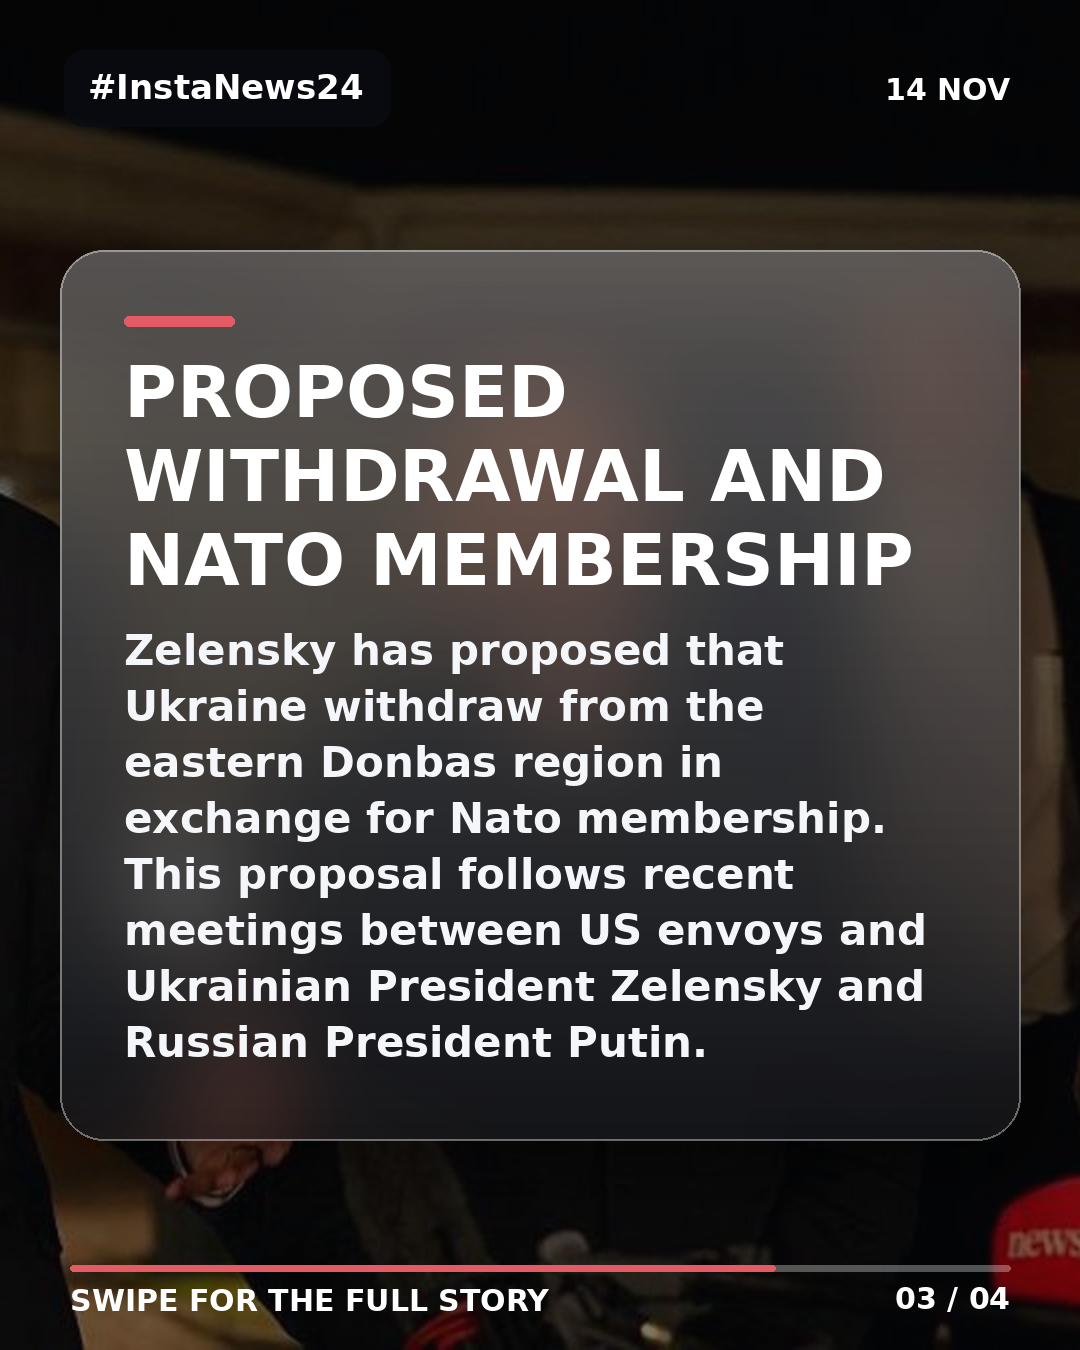 #InstaNews24
14 NOV
PROPOSED
WITHDRAWAL AND
NATO MEMBERSHIP
Zelensky has proposed that
Ukraine withdraw from the
eastern Donbas region in
exchange for Nato membership.
This proposal follows recent
meetings between US envoys and
Ukrainian President Zelensky and
Russian President Putin.
news
SWIPE FOR THE FULL STORY
03 / 04